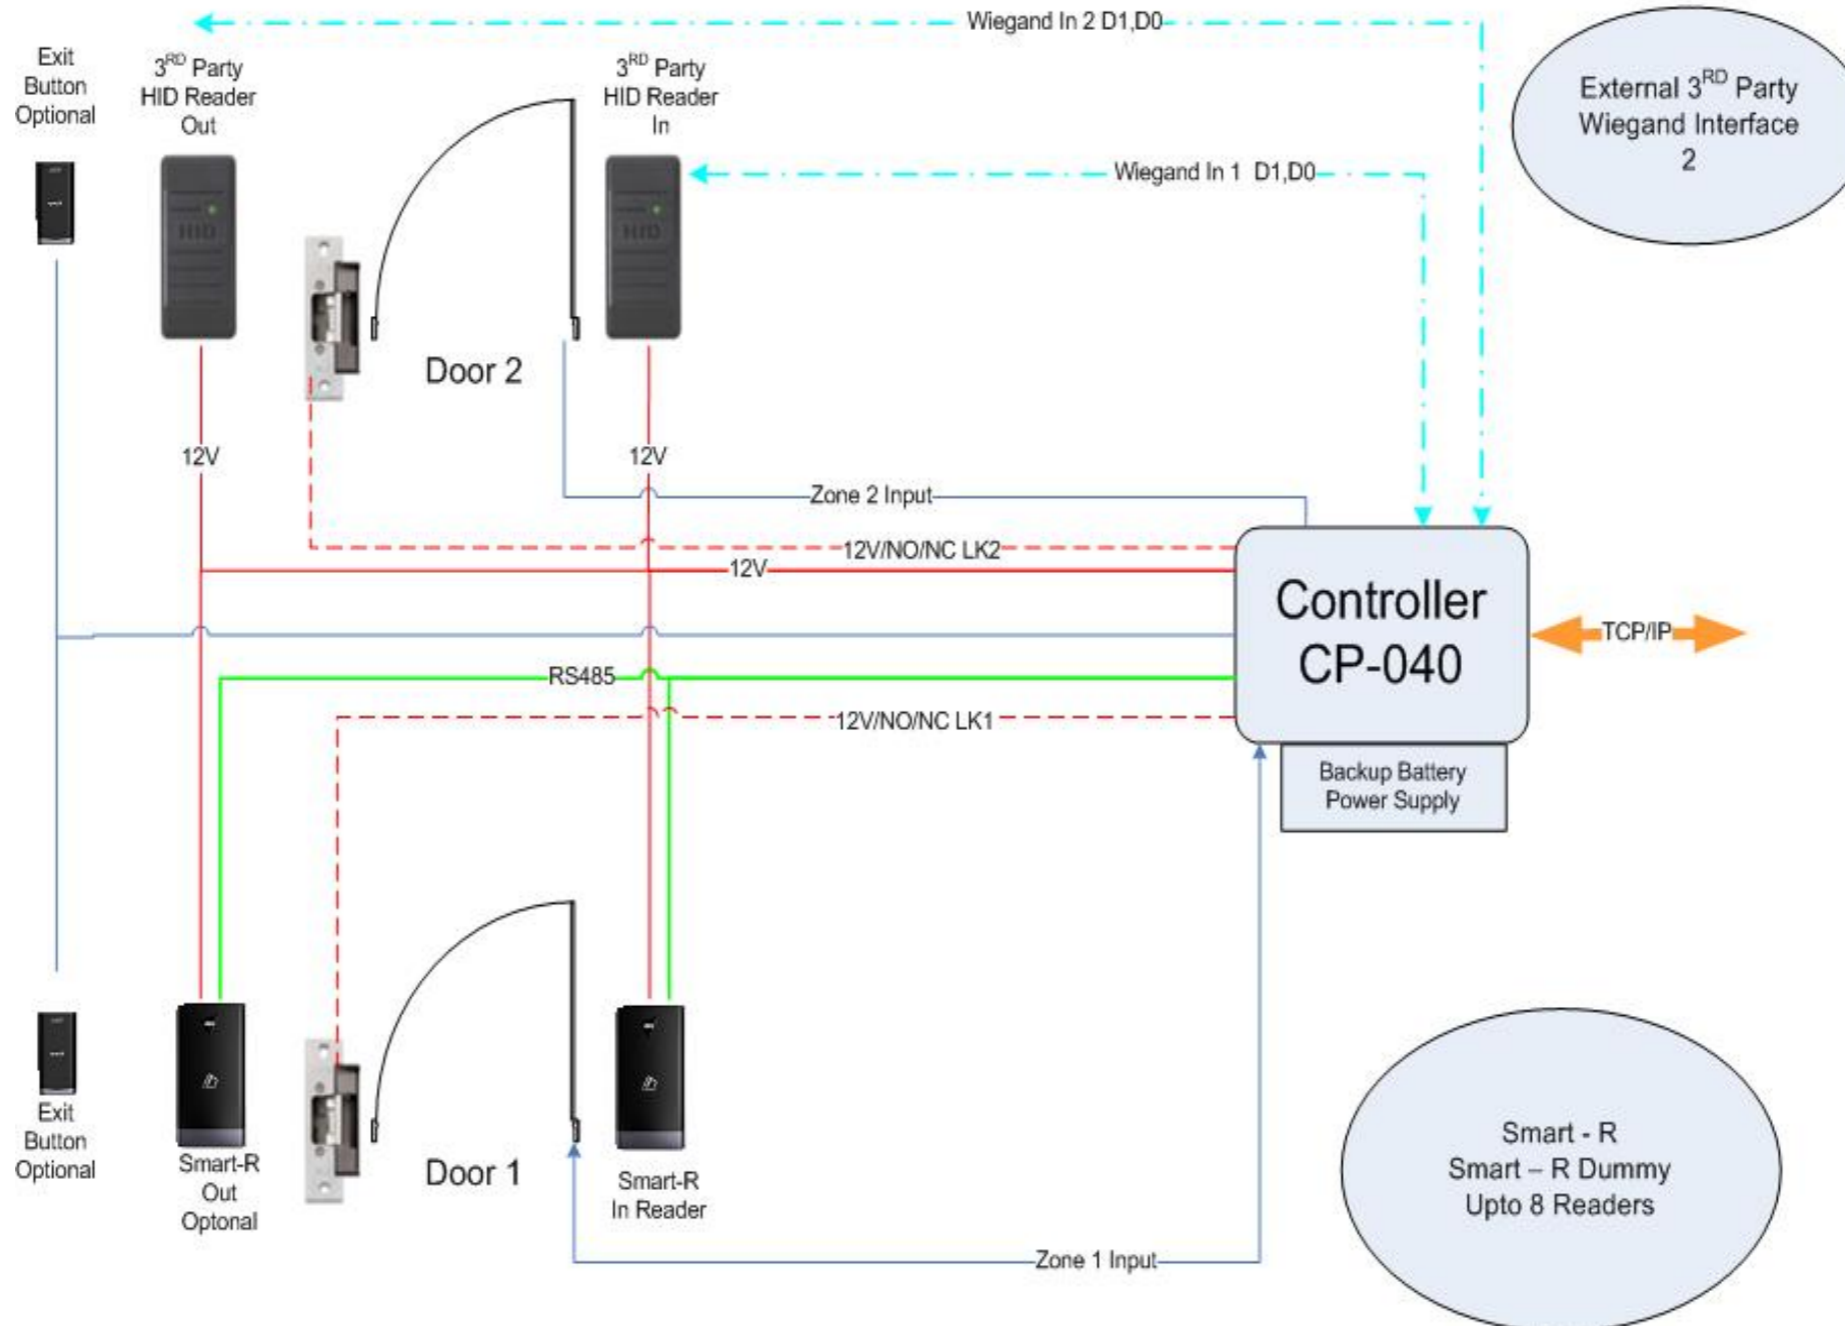 Wiegand In 2 D1,D0
Exit
Button
Optional
3RD Party
HID Reader
Out
3RD Party
HID Reader
In
External 3RD Party
Wiegand Interface
2
Wiegand In 1 D1,D0
HID
HID
Door 2
12V
12V
Zone 2 Input
12V/NO/NC LK2
12V
Controller
CP-040
TCP/IP
RS485
12V/NO/NC LK1
Backup Battery
Power Supply
Exit
Button
Optional
Smart-R
Out
Optonal
Door 1
Smart-R
In Reader
Smart - R
Smart – R Dummy
Upto 8 Readers
Zone 1 Input